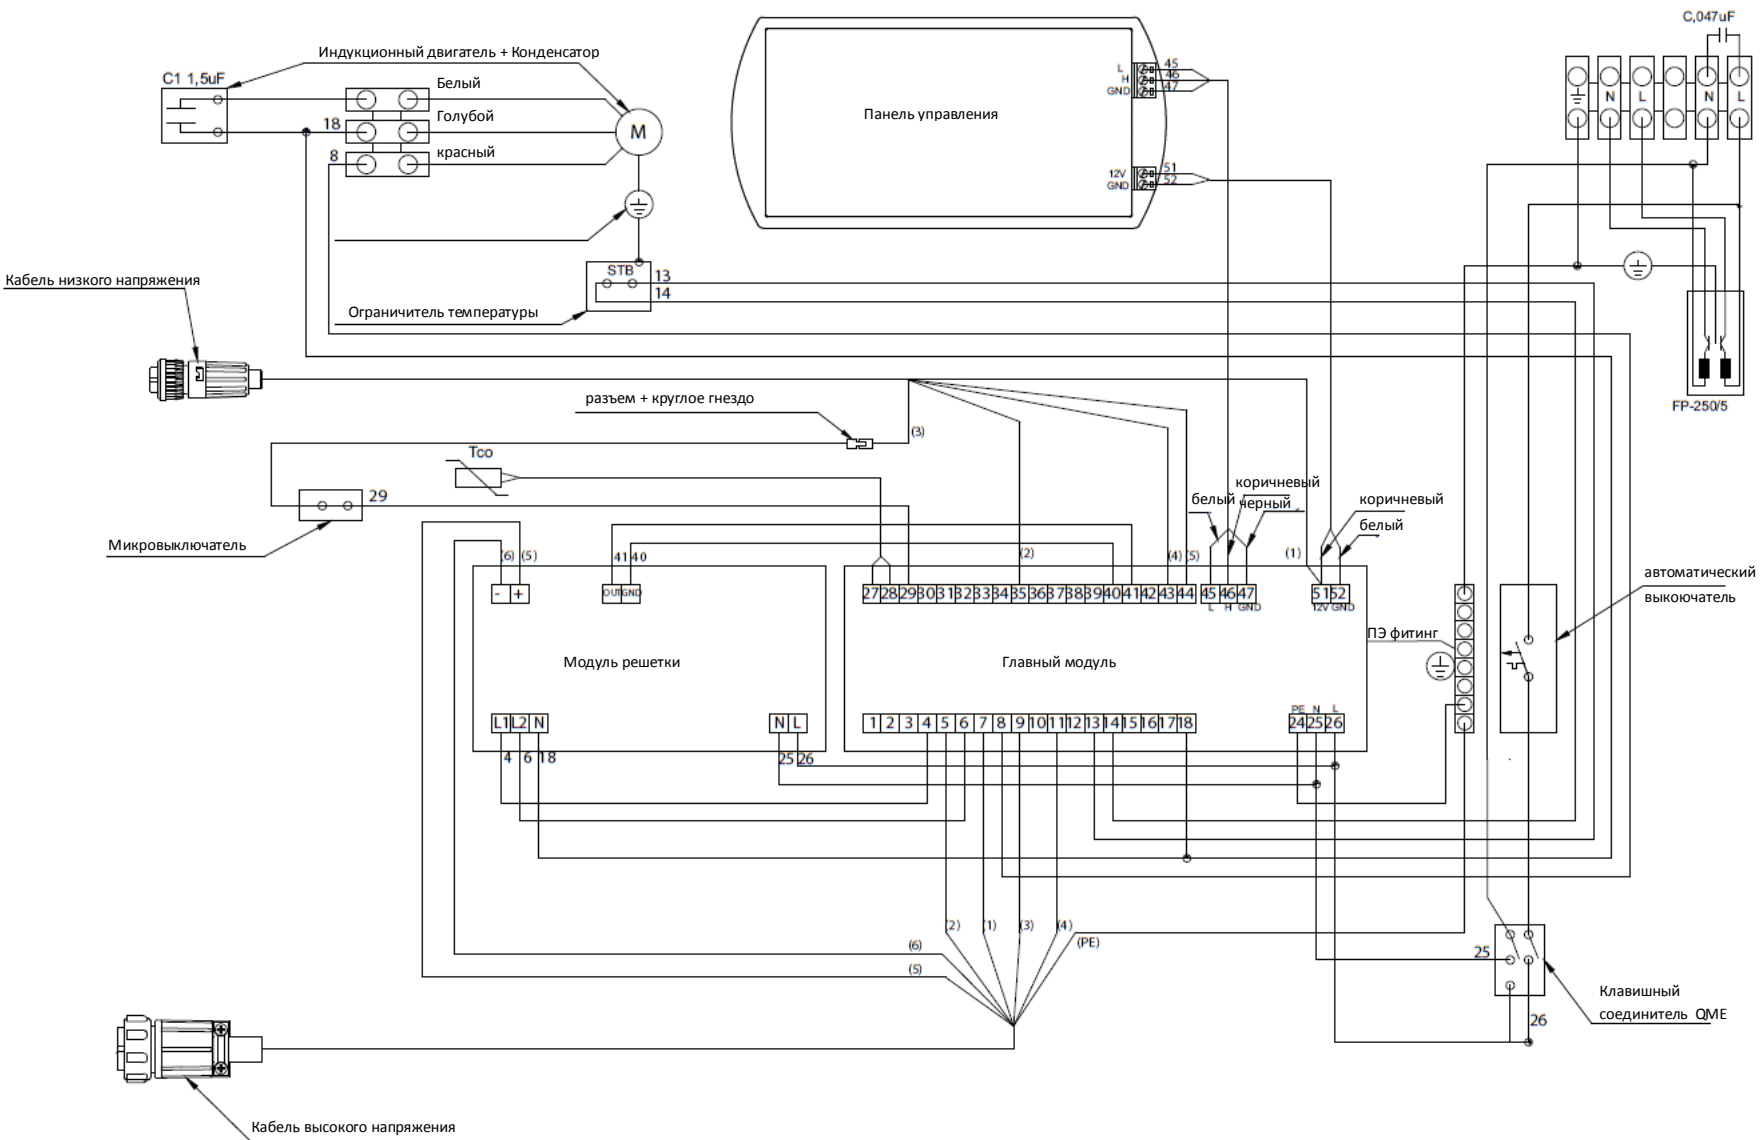 C,047uF
Индукционный двигатель + Конденсатор
C1 1,5uF
Белый
18
Голубой
M
8
красный
Панель управления
L 45
H 46
GND 47
12V 51
GND 52
N L N L
STB
13
14
Кабель низкого напряжения
Ограничитель температуры
FP-250/5
разъем + круглое гнездо
(3)
Tco
29
Микровыключатель
коричневый
белый
черный
коричневый
белый
(6) (5)
41 40
(2)
(4) (5)
(1)
- +
OUT GND
27 28 29 30 31 32 33 34 35 36 37 38 39 40 41 42 43 44
45 46 47
L H GND
51 52
12V GND
автоматический
выкоючатель
ПЭ фитинг
Модуль решетки
Главный модуль
L1 L2 N
N L
1 2 3 4 5 6 7 8 9 10 11 12 13 14 15 16 17 18
PE N L
24 25 26
4 6 18
25 26
(2) (1) (3) (4)
(PE)
(6)
(5)
25
26
Клавишный
соединитель QME
Кабель высокого напряжения